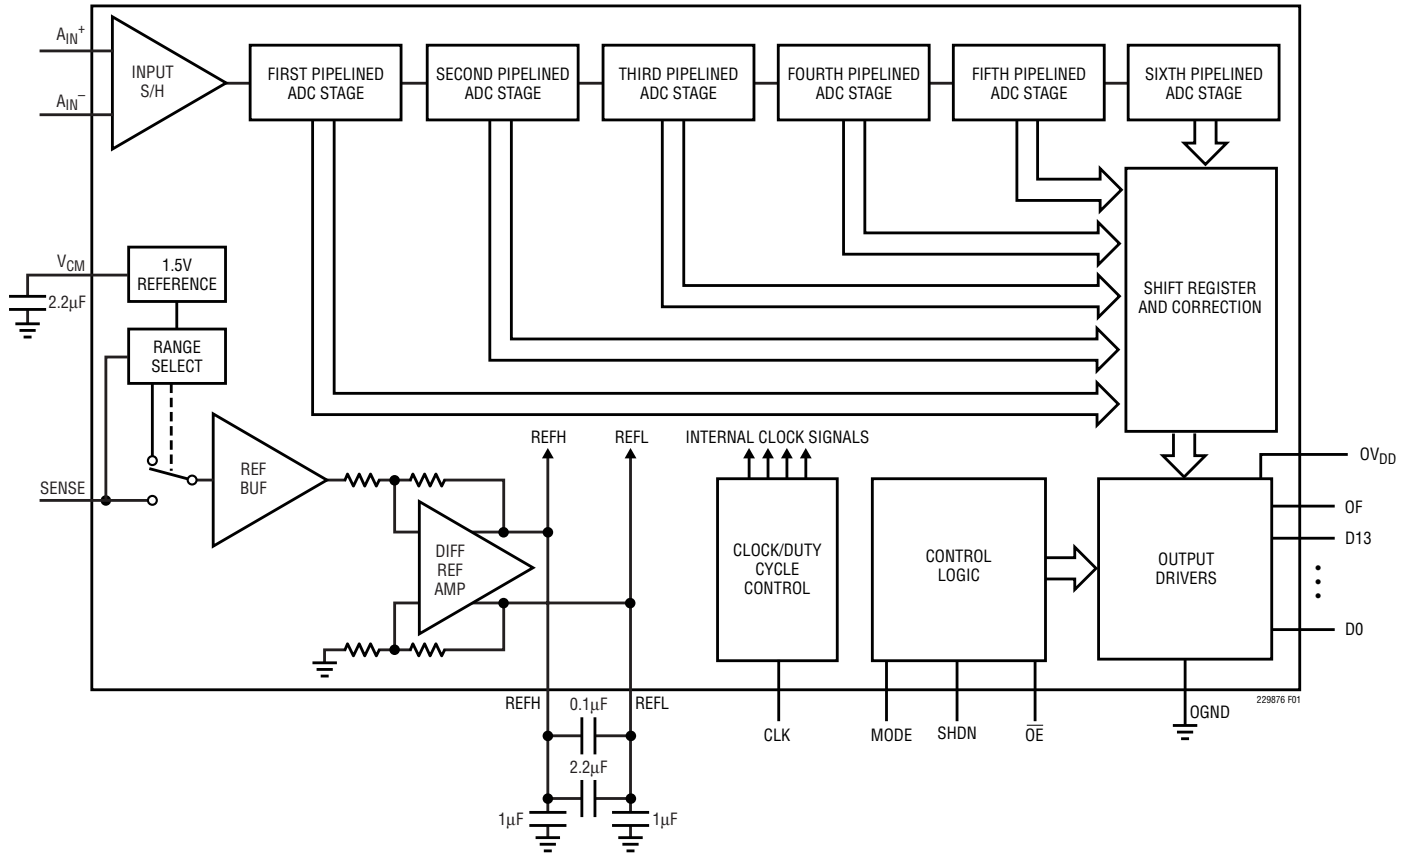 AIN+
AIN−
INPUT
S/H
FIRST PIPELINED
ADC STAGE
SECOND PIPELINED
ADC STAGE
THIRD PIPELINED
ADC STAGE
FOURTH PIPELINED
ADC STAGE
FIFTH PIPELINED
ADC STAGE
SIXTH PIPELINED
ADC STAGE
VCM
2.2μF
1.5V
REFERENCE
RANGE
SELECT
SHIFT REGISTER
AND CORRECTION
SENSE
REF
BUF
DIFF
REF
AMP
REFH
REFL
INTERNAL CLOCK SIGNALS
CLOCK/DUTY
CYCLE
CONTROL
CONTROL
LOGIC
OUTPUT
DRIVERS
OVDD
OF
D13
D0
229876 F01
REFH
0.1μF
REFL
2.2μF
1μF
1μF
CLK
MODE
SHDN
O̅E̅
OGND